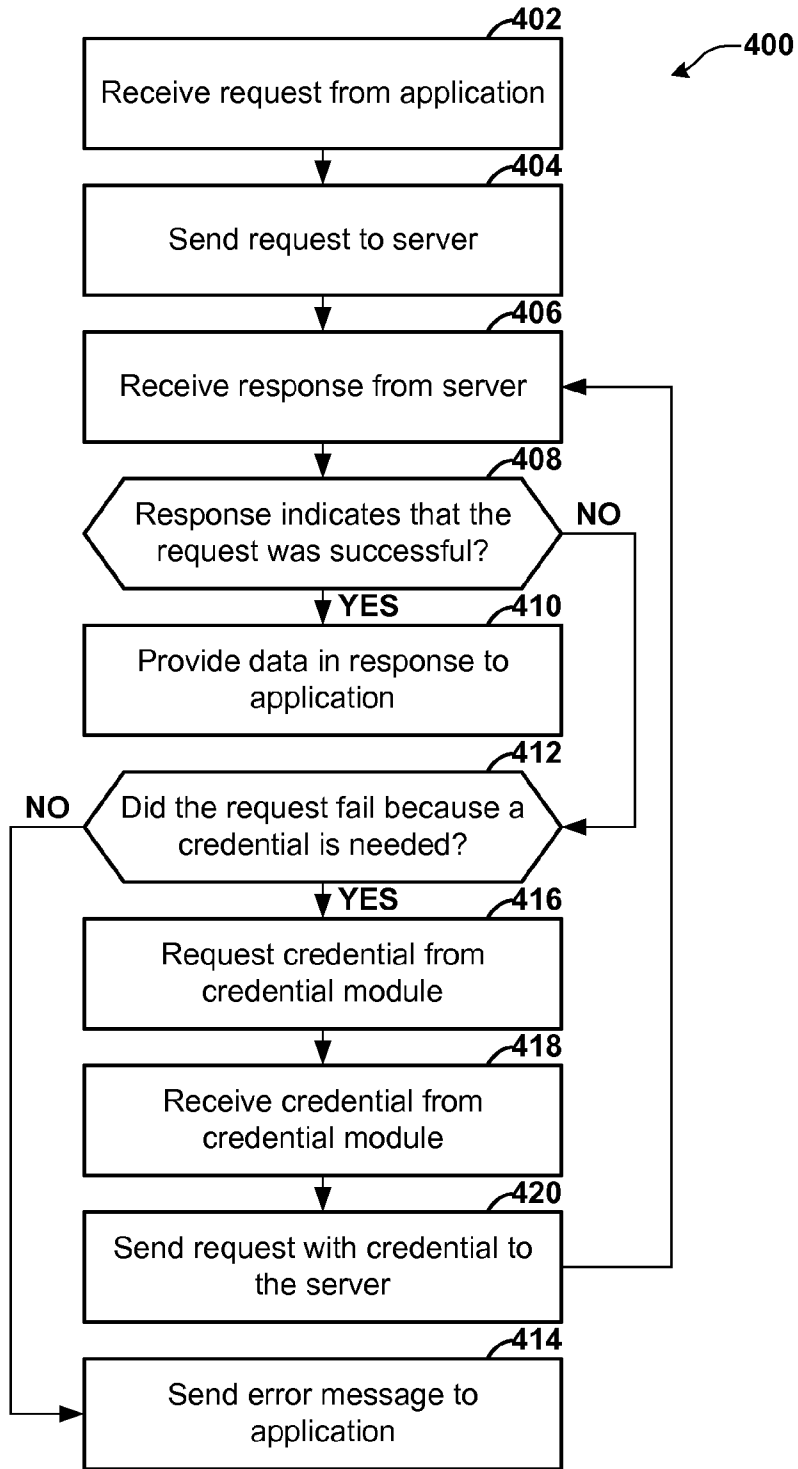 402
400
Receive request from application
404
Send request to server
406
Receive response from server
408
Response indicates that the
request was successful?
NO
YES
410
Provide data in response to
application
412
NO
Did the request fail because a
credential is needed?
YES
416
Request credential from
credential module
418
Receive credential from
credential module
420
Send request with credential to
the server
414
Send error message to
application